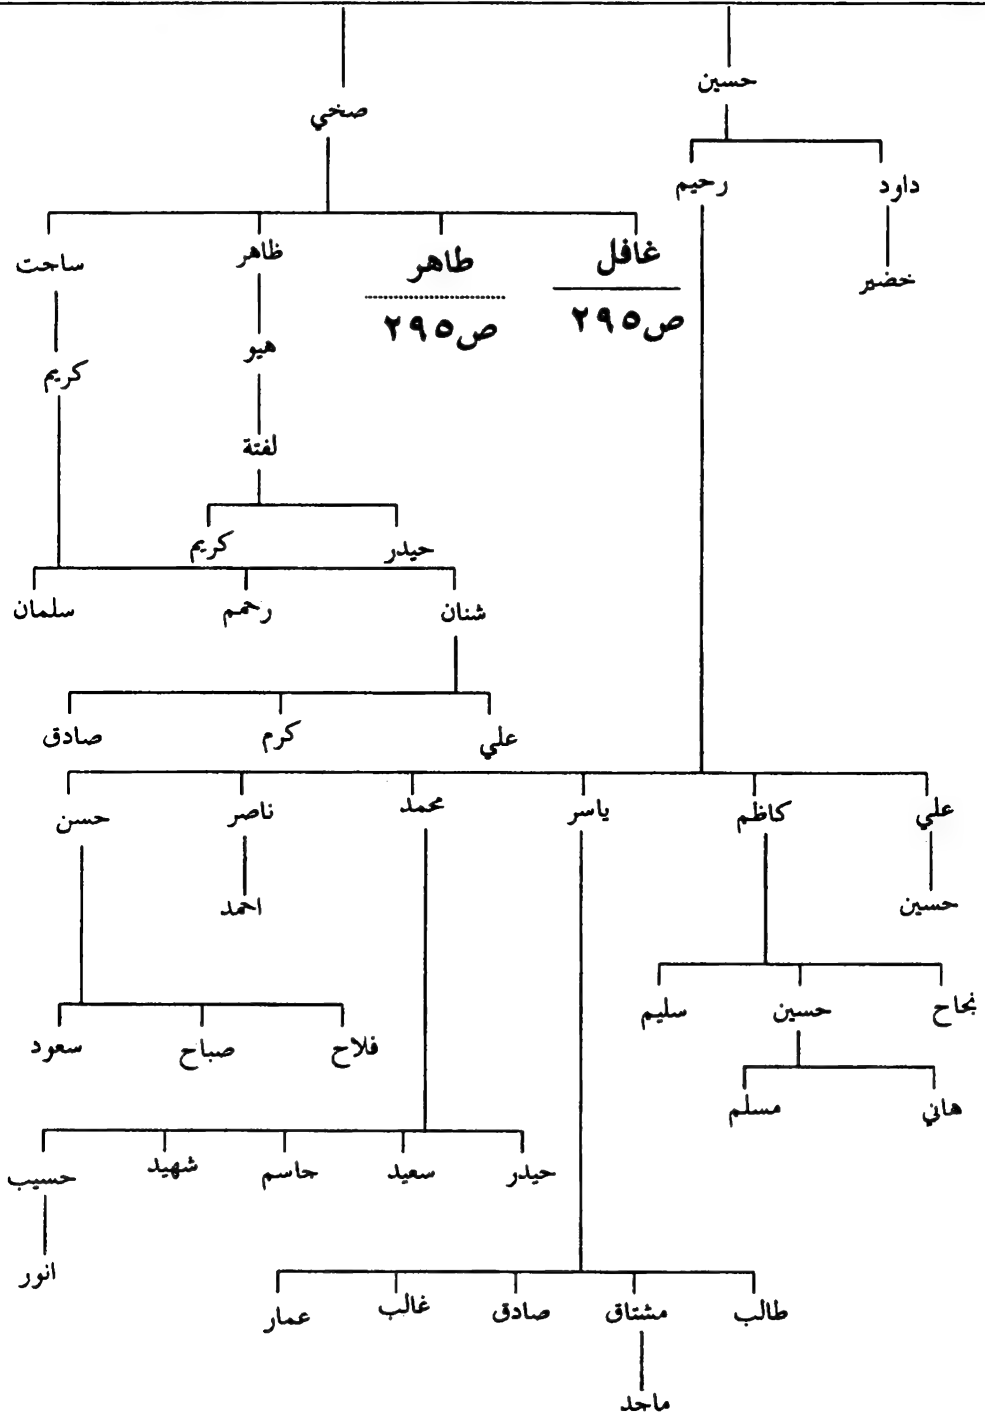 حسين
صخي
داود
رحيم
غافل
طاهر
ظاهر
ساحت
خضير
ص٢٩٥
ص٢٩٥
هيو
كريم
لفتة
حيدر
كريم
شنان
رحمم
سلمان
علي
كرم
صادق
علي
كاظم
ياسر
محمد
ناصر
حسن
حسين
احمد
نجاح
حسين
سليم
فلاح
صباح
سعود
هاني
مسلم
حيدر
سعيد
جاسم
شهيد
حسيب
انور
طالب
مشتاق
صادق
غالب
عمار
ماجد